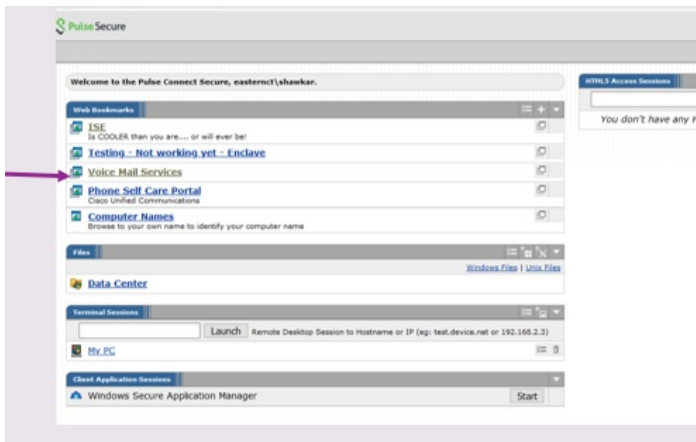 Pulse Secure
Welcome to the Pulse Connect Secure, easternct\shawkar.
Web Bookmarks
ISE
Is COOLER than you are.... or will ever be!
Testing - Not working yet - Enclave
Voice Mail Services
Phone Self Care Portal
Cisco Unified Communications
Computer Names
Browse to your own name to identify your computer name
Files
Windows Files | Unix Files
Data Center
Terminal Sessions
Launch Remote Desktop Session to Hostname or IP (eg: test.device.net or 192.168.2.3)
My PC
Client Application Sessions
Windows Secure Application Manager Start
HTML5 Access Sessions
You don't have any